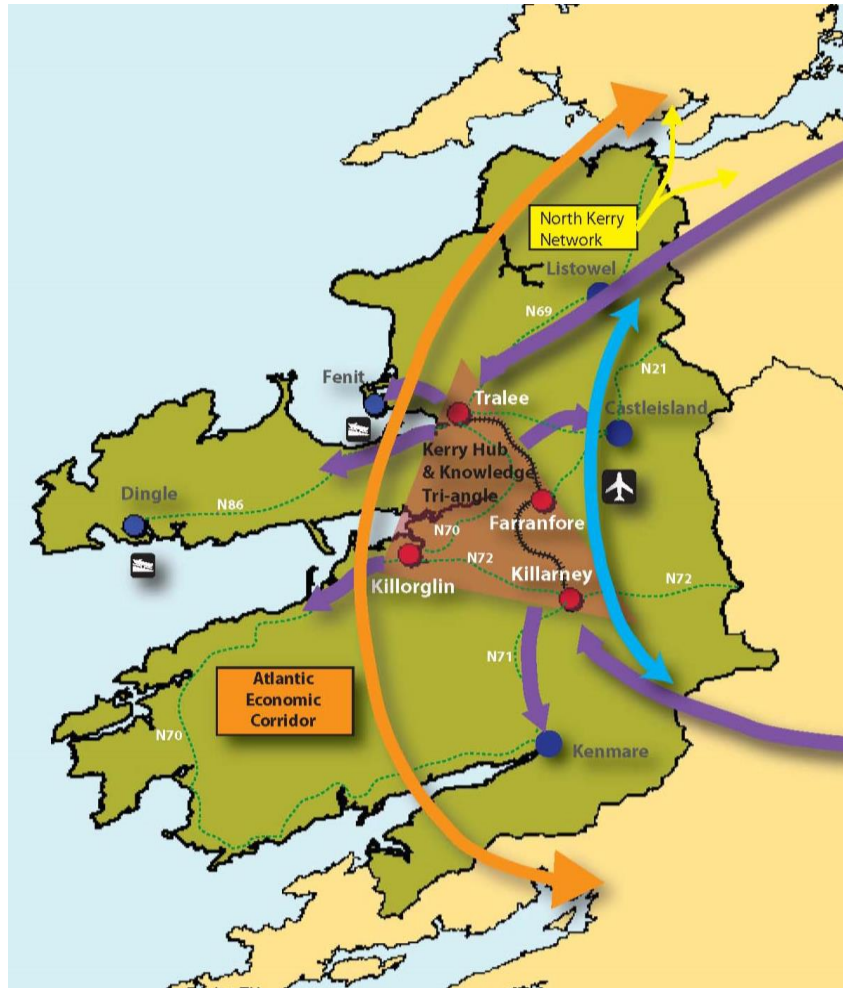 North Kerry
Network
Listowel
N69
N21
Fenit
Tralee
Castleisland
Kerry Hub
& Knowledge
Tri-angle
Dingle
N86
Farranfore
N70
N72
Killorglin
Killarney
N72
N71
Atlantic
Economic
Corridor
N70
Kenmare